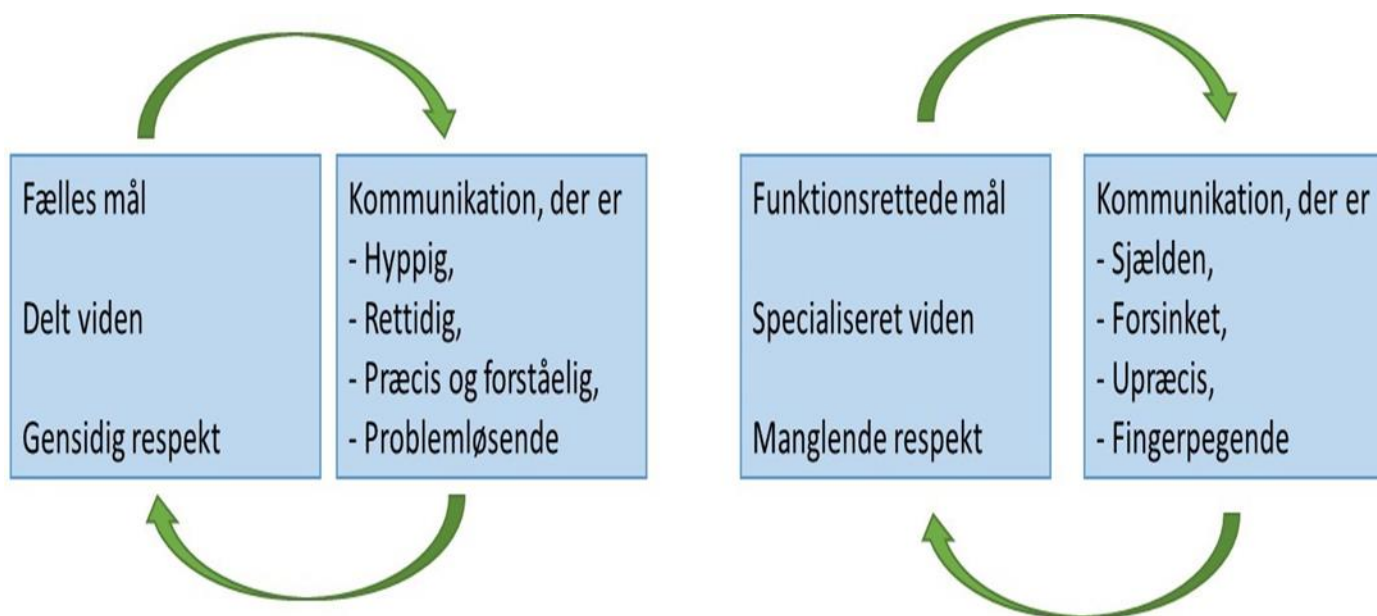 Fælles mål
Delt viden
Gensidig respekt
Kommunikation, der er
- Hyppig,
- Rettidig,
- Præcis og forståelig,
- Problemløsende
Funktionsrettede mål
Specialiseret viden
Manglende respekt
Kommunikation, der er
- Sjælden,
- Forsinket,
- Upræcis,
- Fingerpegende